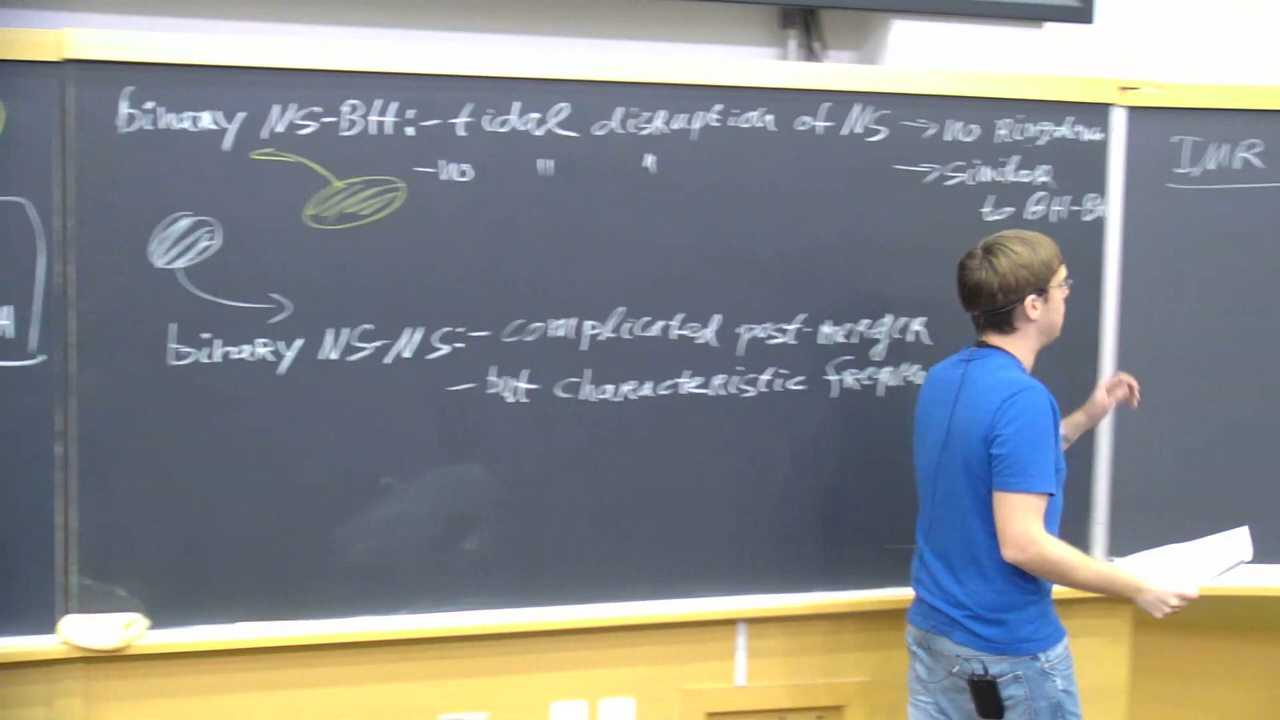 binary NS-BH: - tidal disruption of NS → no Ringdown
- no " " → similar
to BH-BH
binary NS-NS: - complicated post-merger
- but characteristic
IMR
H